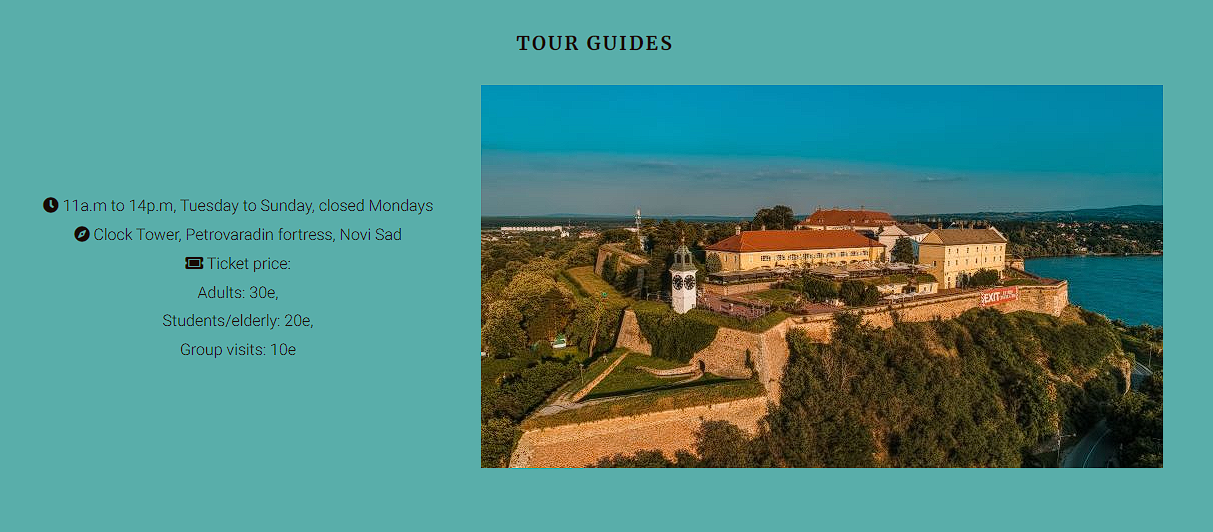 TOUR GUIDES
11a.m to 14p.m, Tuesday to Sunday, closed Mondays
Clock Tower, Petrovaradin fortress, Novi Sad
Ticket price:
Adults: 30e,
Students/elderly: 20e,
Group visits: 10e
EXIT